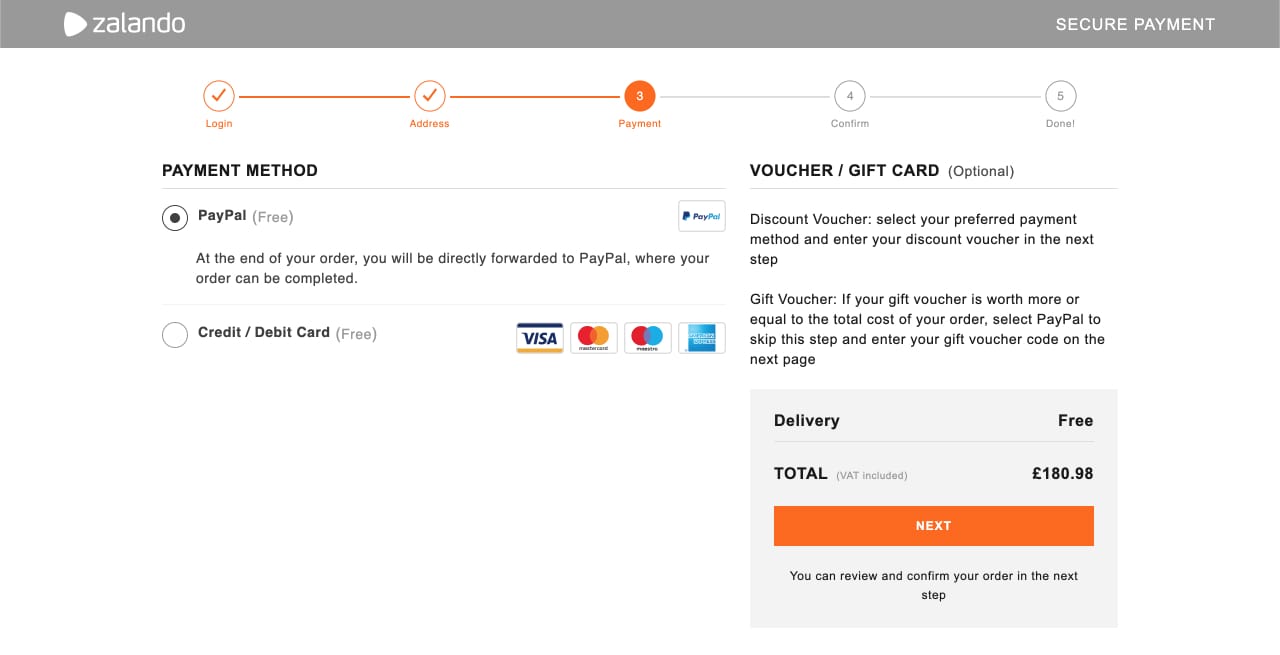 zalando
SECURE PAYMENT
3
4
5
Login
Address
Payment
Confirm
Done!
PAYMENT METHOD
PayPal (Free)
PayPal
At the end of your order, you will be directly forwarded to PayPal, where your
order can be completed.
Credit / Debit Card (Free)
VISA
mastercard
maestro
VOUCHER / GIFT CARD (Optional)
Discount Voucher: select your preferred payment
method and enter your discount voucher in the next
step
Gift Voucher: If your gift voucher is worth more or
equal to the total cost of your order, select PayPal to
skip this step and enter your gift voucher code on the
next page
Delivery Free
TOTAL (VAT included) £180.98
NEXT
You can review and confirm your order in the next
step